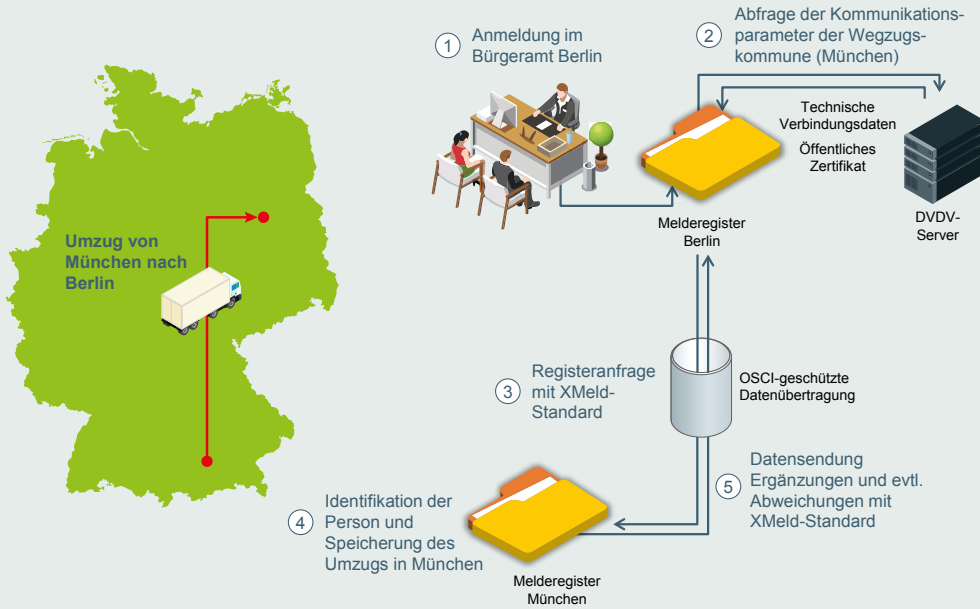 Umzug von
München nach
Berlin
1 Anmeldung im
Bürgeramt Berlin
2 Abfrage der Kommunikations-
parameter der Wegzugs-
kommune (München)
Technische
Verbindungsdaten
Öffentliches
Zertifikat
DVDV-
Server
Melderegister
Berlin
3 Registeranfrage
mit XMeld-
Standard
OSCI-geschützte
Datenübertragung
4 Identifikation der
Person und
Speicherung des
Umzugs in München
Melderegister
München
5 Datensendung
Ergänzungen und evtl.
Abweichungen mit
XMeld-Standard